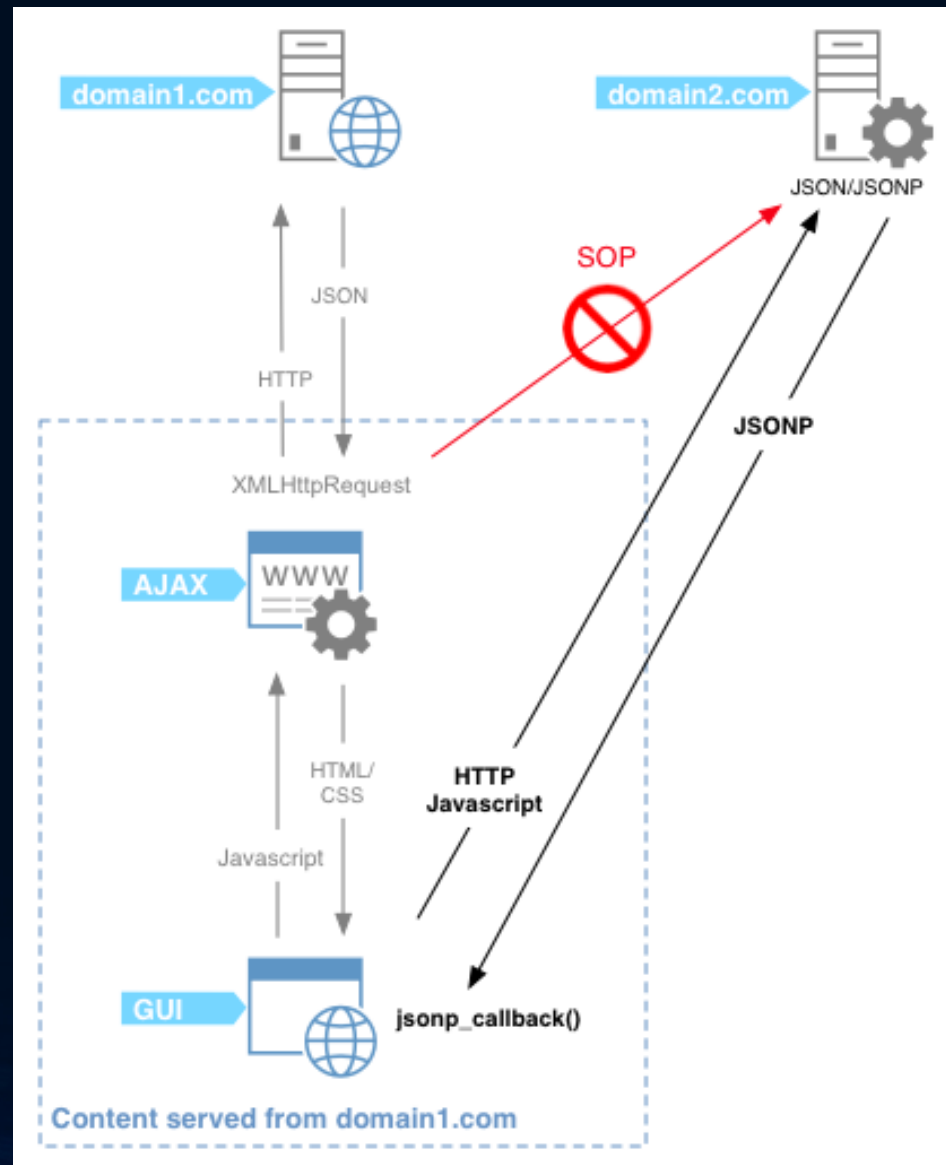 domain1.com
domain2.com
JSON/JSONP
SOP
JSON
HTTP
JSONP
XMLHttpRequest
WWW
AJAX
HTML/
CSS
HTTP
Javascript
Javascript
GUI
jsonp_callback()
Content served from domain1.com